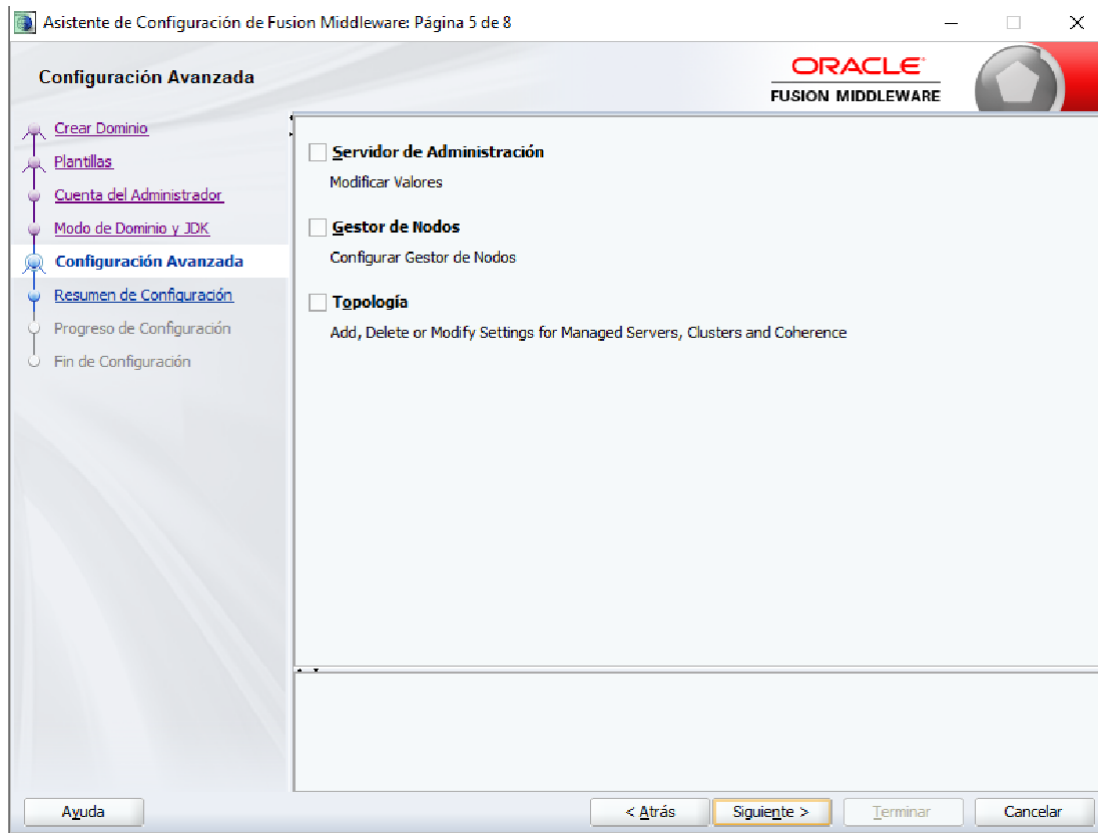 Asistente de Configuración de Fusion Middleware: Página 5 de 8
Configuración Avanzada
ORACLE
FUSION MIDDLEWARE
Crear Dominio
Plantillas
Cuenta del Administrador
Modo de Dominio y JDK
Configuración Avanzada
Resumen de Configuración
Progreso de Configuración
Fin de Configuración
Servidor de Administración
Modificar Valores
Gestor de Nodos
Configurar Gestor de Nodos
Topología
Add, Delete or Modify Settings for Managed Servers, Clusters and Coherence
Ayuda
< Atrás
Siguiente >
Terminar
Cancelar